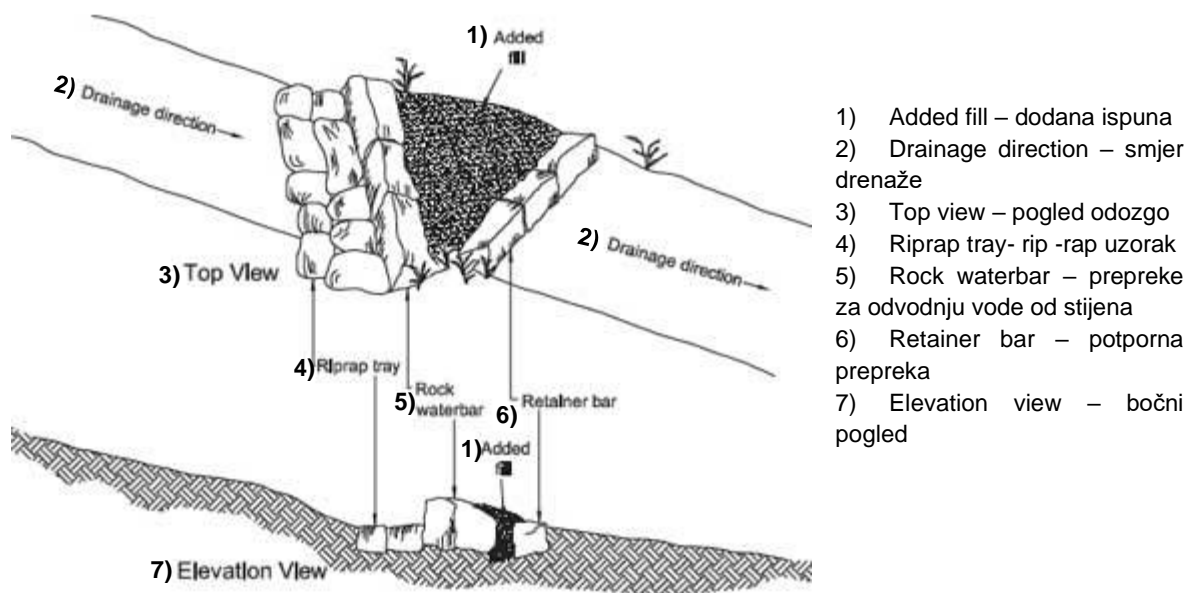 1) Added
fill
2) Drainage direction
2) Drainage direction
3) Top View
4) Riprap tray
5) Rock
waterbar
6) Retainer bar
1) Added
7) Elevation View
1) Added fill – dodana ispuna
2) Drainage direction – smjer
drenaže
3) Top view – pogled odozgo
4) Riprap tray- rip -rap uzorak
5) Rock waterbar – prepreke
za odvodnju vode od stijena
6) Retainer bar – potporna
prepreka
7) Elevation view – bočni
pogled